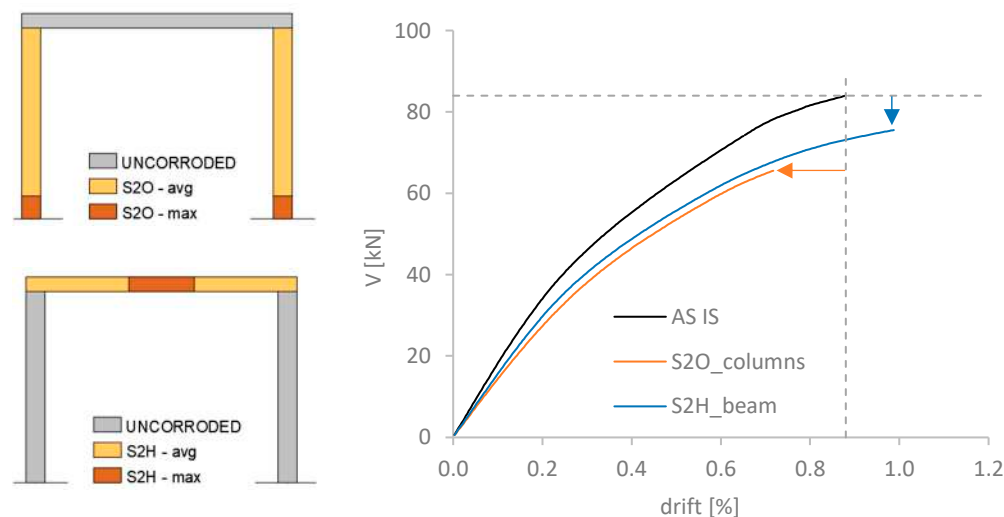 UNCORRODED
S2O - avg
S2O - max
UNCORRODED
S2H - avg
S2H - max
V [kN]
100
80
60
40
20
0
0.0 0.2 0.4 0.6 0.8 1.0 1.2
drift [%]
AS IS
S2O_columns
S2H_beam